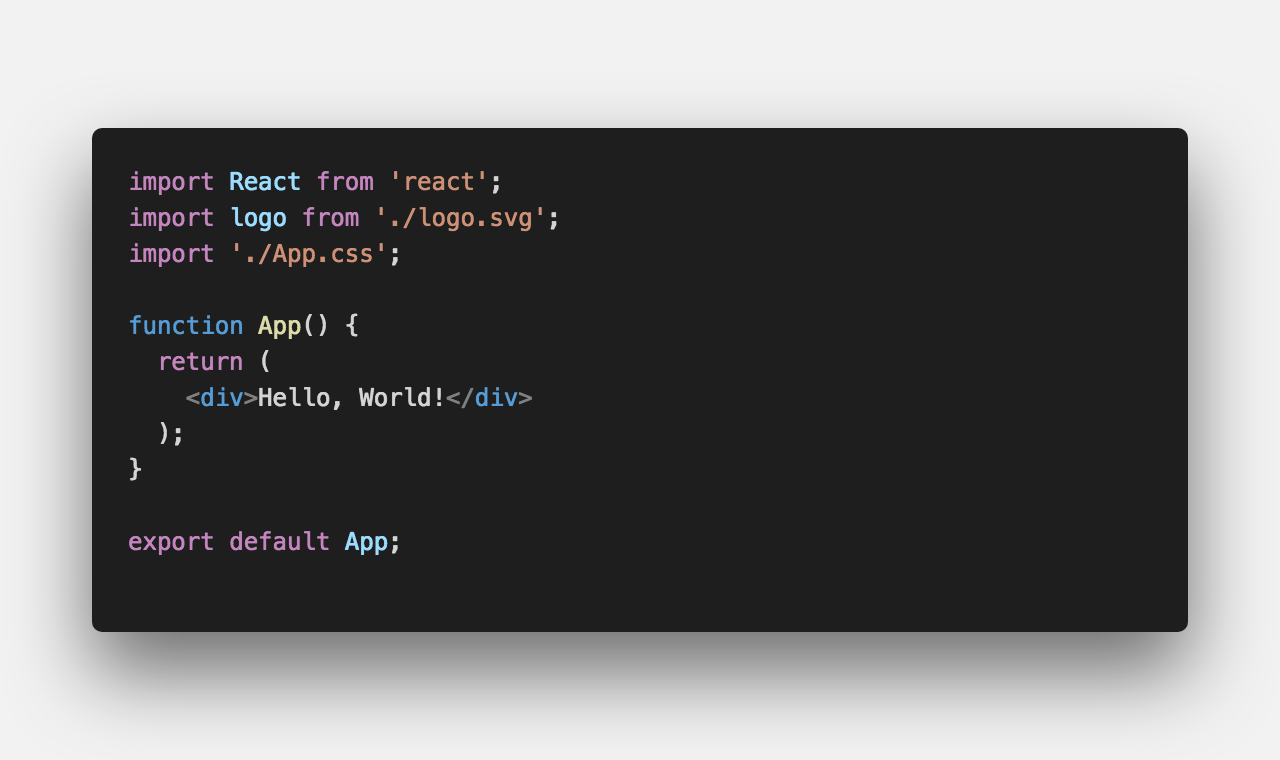 import React from 'react';
import logo from './logo.svg';
import './App.css';
function App() {
  return (
    <div>Hello, World!</div>
  );
}
export default App;